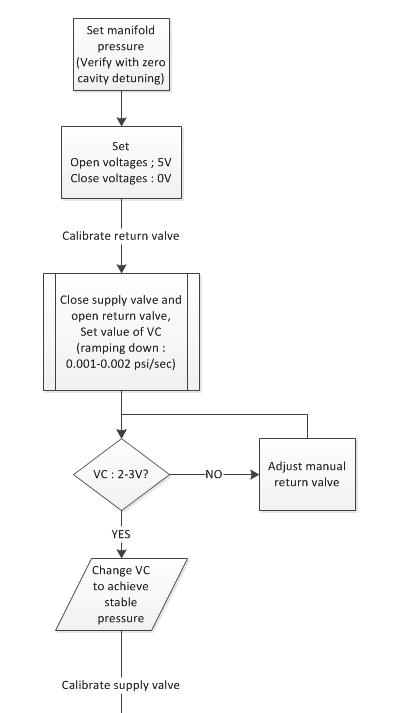 Set manifold
pressure
(Verify with zero
cavity detuning)
Set
Open voltages ; 5V
Close voltages : 0V
Calibrate return valve
Close supply valve and
open return valve,
Set value of VC
(ramping down :
0.001-0.002 psi/sec)
VC : 2-3V?
NO
Adjust manual
return valve
YES
Change VC
to achieve
stable
pressure
Calibrate supply valve